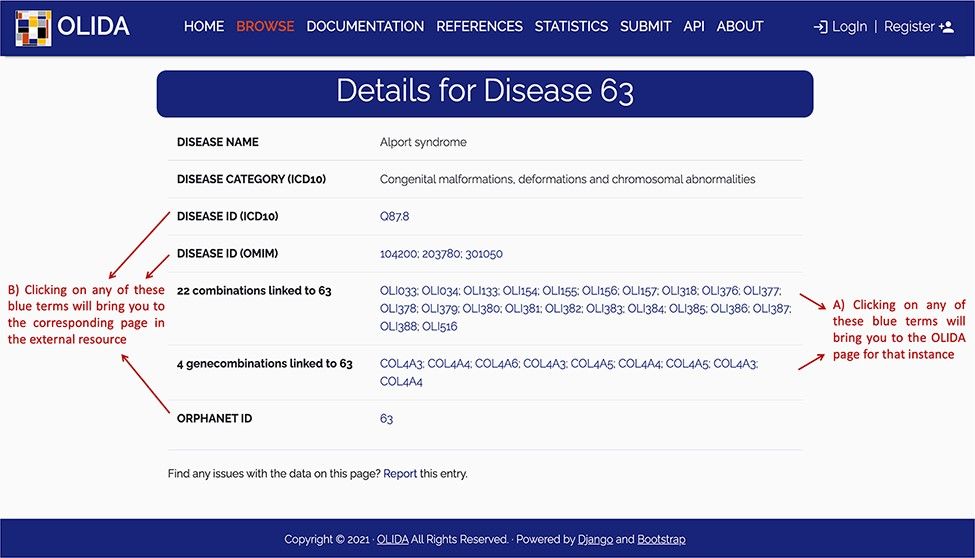 OLIDA
HOME BROWSE DOCUMENTATION REFERENCES STATISTICS SUBMIT API ABOUT
LogIn | Register
Details for Disease 63
DISEASE NAME Alport syndrome
DISEASE CATEGORY (ICD10) Congenital malformations, deformations and chromosomal abnormalities
DISEASE ID (ICD10) Q87.8
DISEASE ID (OMIM) 104200; 203780; 301050
22 combinations linked to 63 OLI033; OLI034; OLI133; OLI154; OLI155; OLI156; OLI157; OLI318; OLI376; OLI377;
OLI378; OLI379; OLI380; OLI381; OLI382; OLI383; OLI384; OLI385; OLI386; OLI387;
OLI388; OLI516
4 genecombinations linked to 63 COL4A3; COL4A4; COL4A6; COL4A3; COL4A5; COL4A4; COL4A5; COL4A3;
COL4A4
ORPHANET ID 63
B) Clicking on any of these
blue terms will bring you to
the corresponding page in
the external resource
A) Clicking on any of
these blue terms will
bring you to the OLIDA
page for that instance
Find any issues with the data on this page? Report this entry.
Copyright © 2021 · OLIDA All Rights Reserved. · Powered by Django and Bootstrap